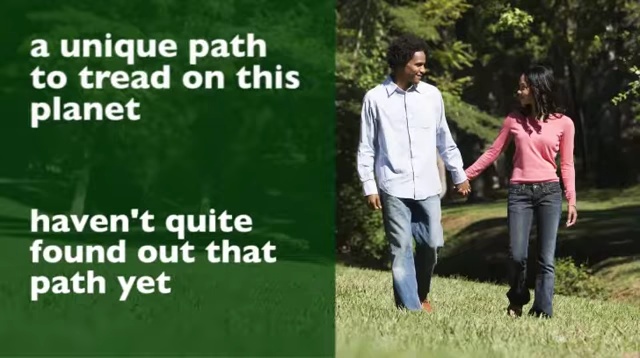 a unique path
to tread on this
planet
haven't quite
found out that
path yet